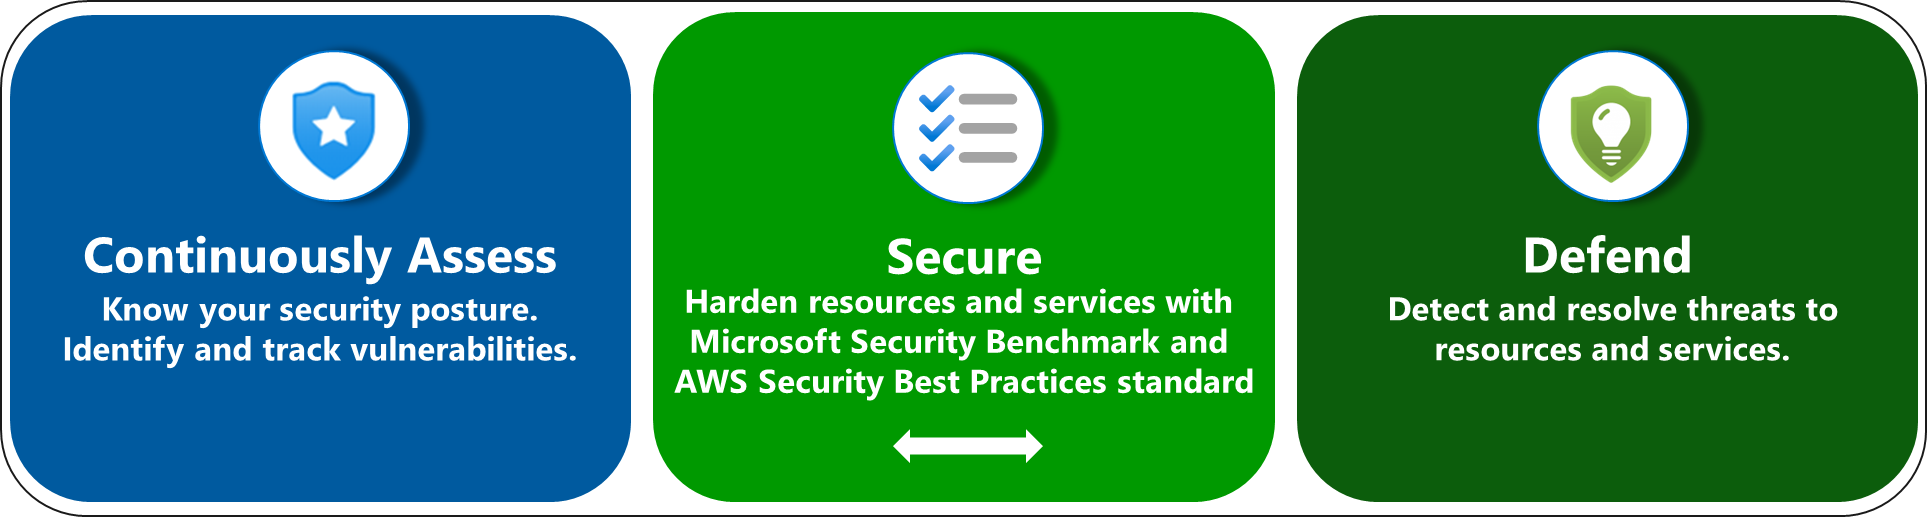 Continuously Assess
Know your security posture.
Identify and track vulnerabilities.
Secure
Harden resources and services with
Microsoft Security Benchmark and
AWS Security Best Practices standard
Defend
Detect and resolve threats to
resources and services.